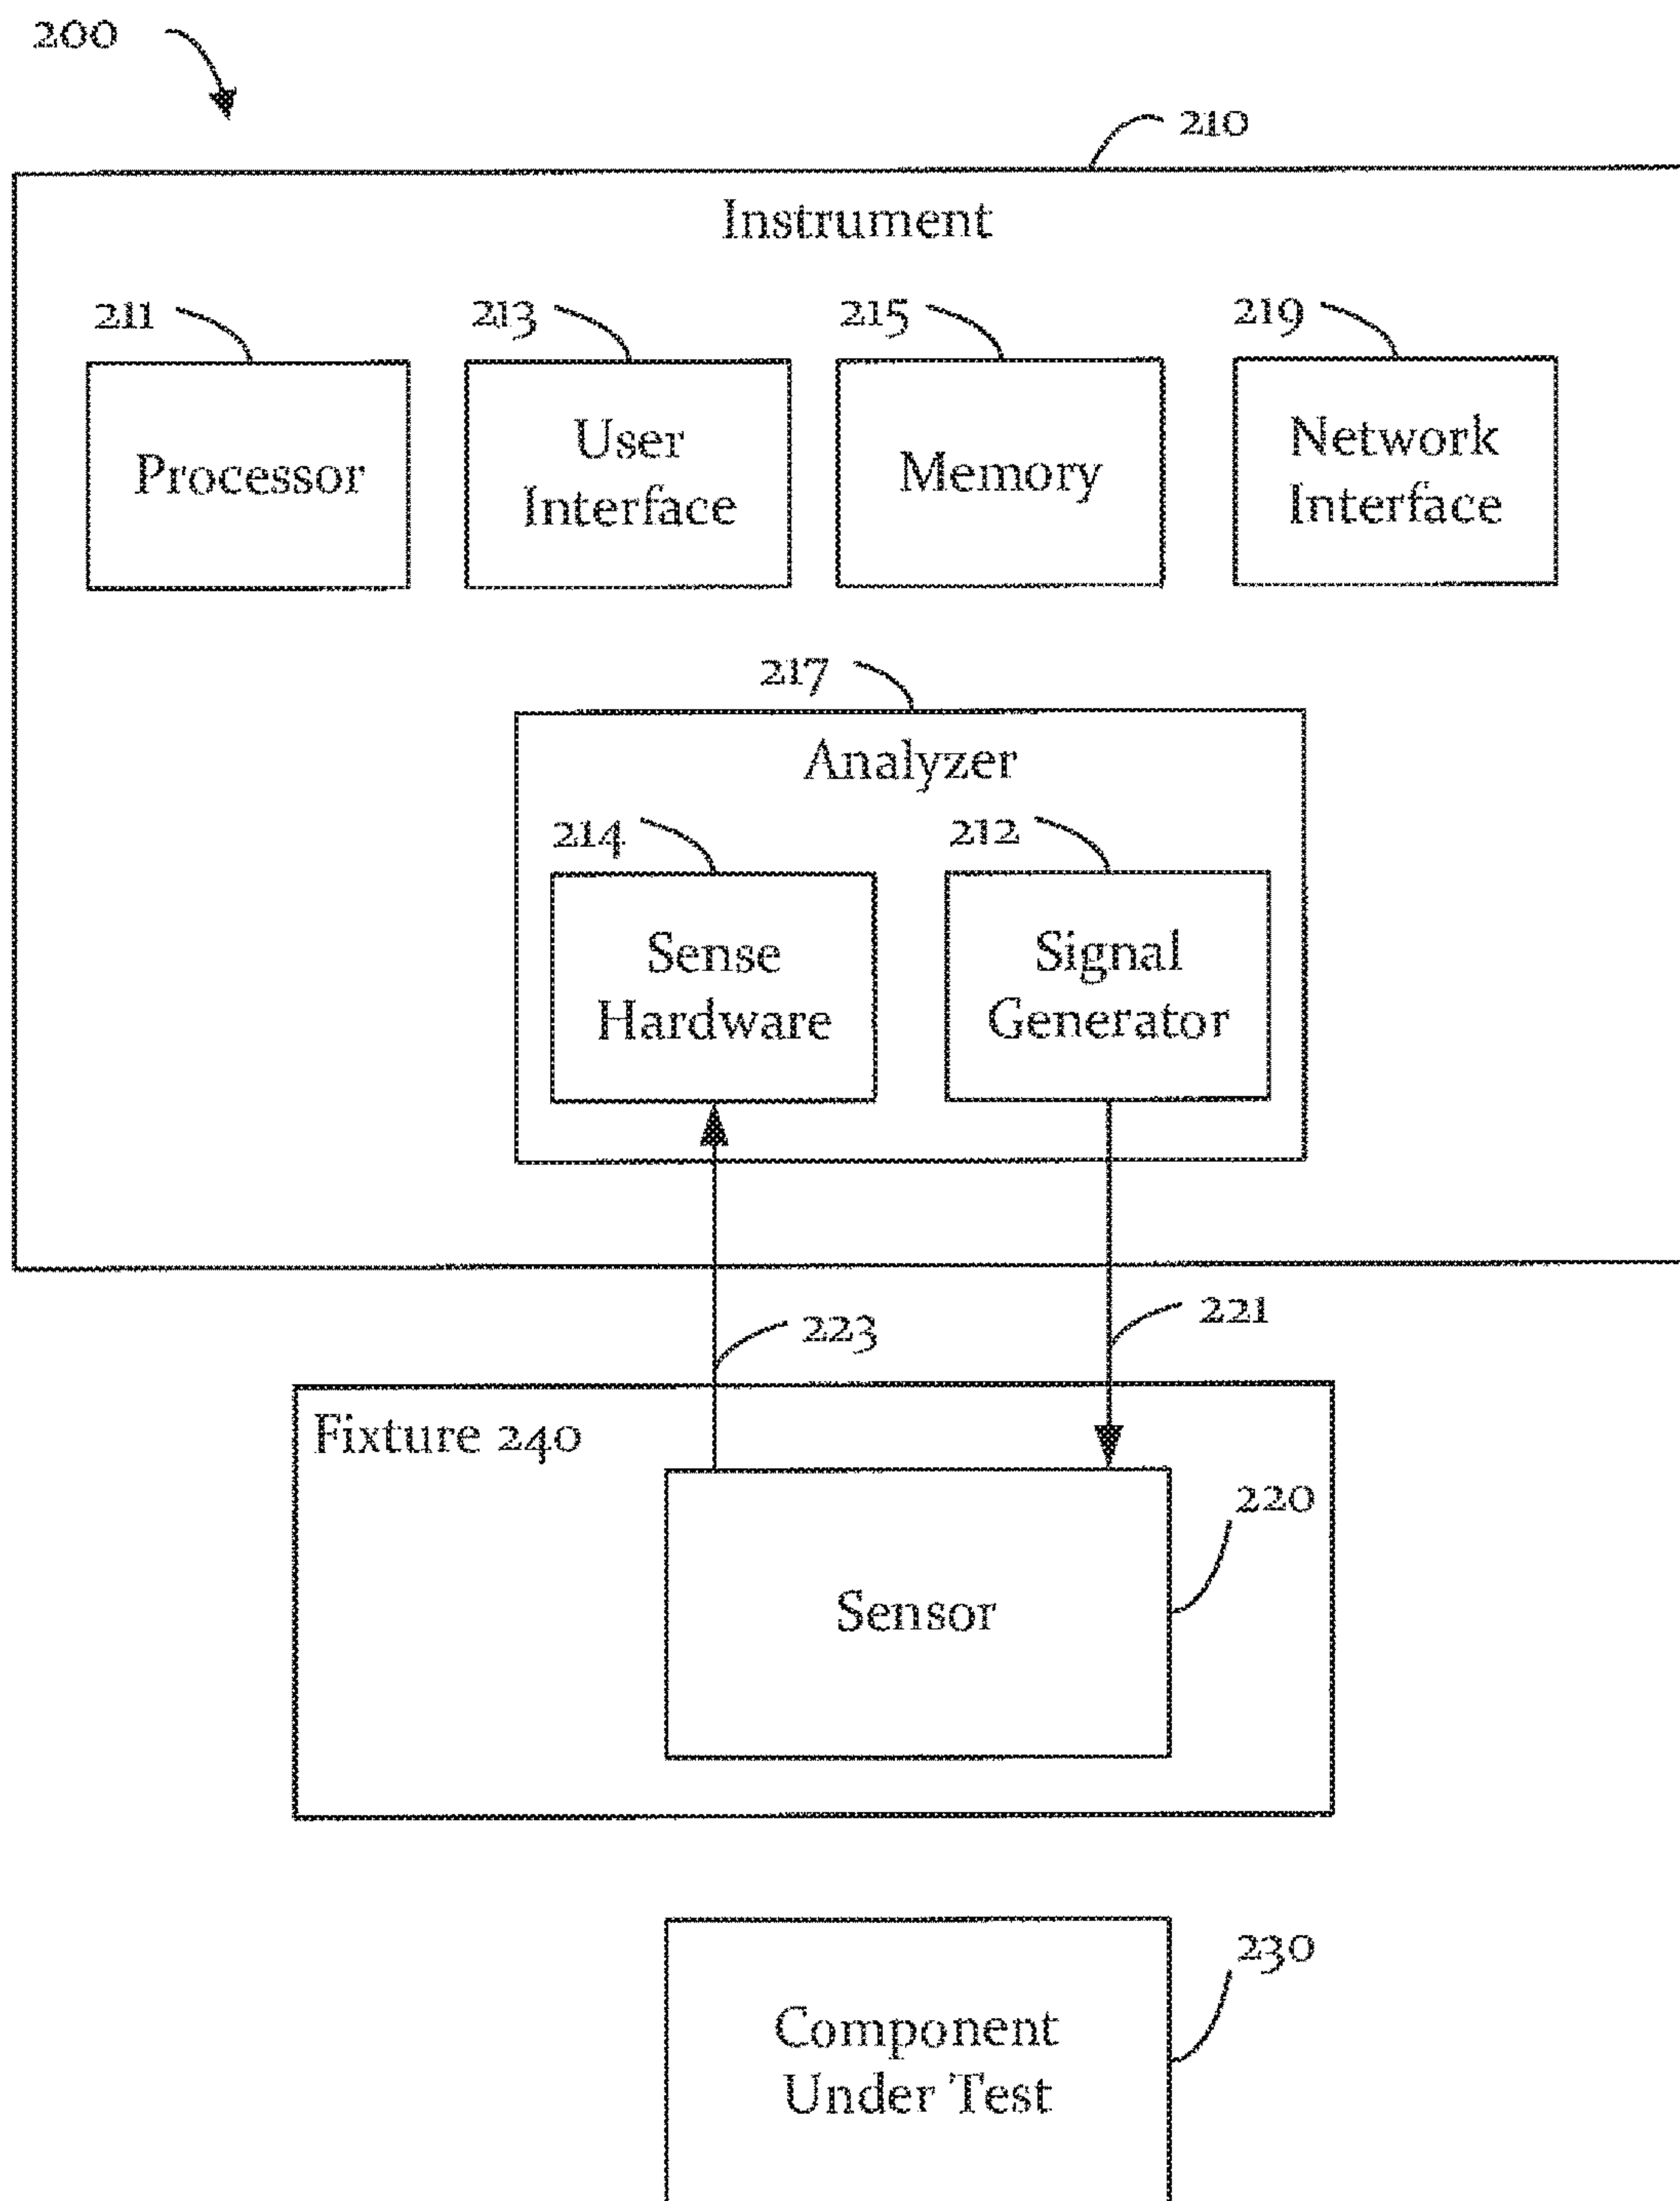 200
210
Instrument
211
213
215
219
Processor
User
Interface
Memory
Network
Interface
217
Analyzer
214
212
Sense
Hardware
Signal
Generator
223
221
Fixture 240
220
Sensor
230
Component
Under Test